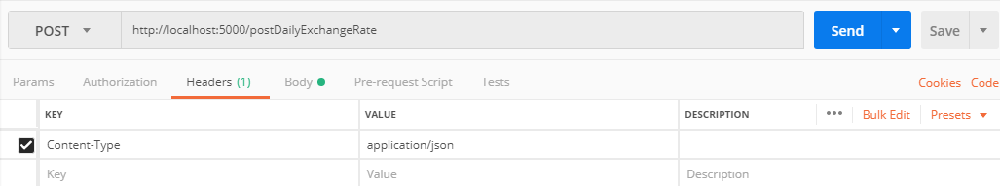 POST http://localhost:5000/postDailyExchangeRate Send Save
Params Authorization Headers (1) Body Pre-request Script Tests Cookies Code
KEY VALUE DESCRIPTION ••• Bulk Edit Presets
Content-Type application/json
Key Value Description